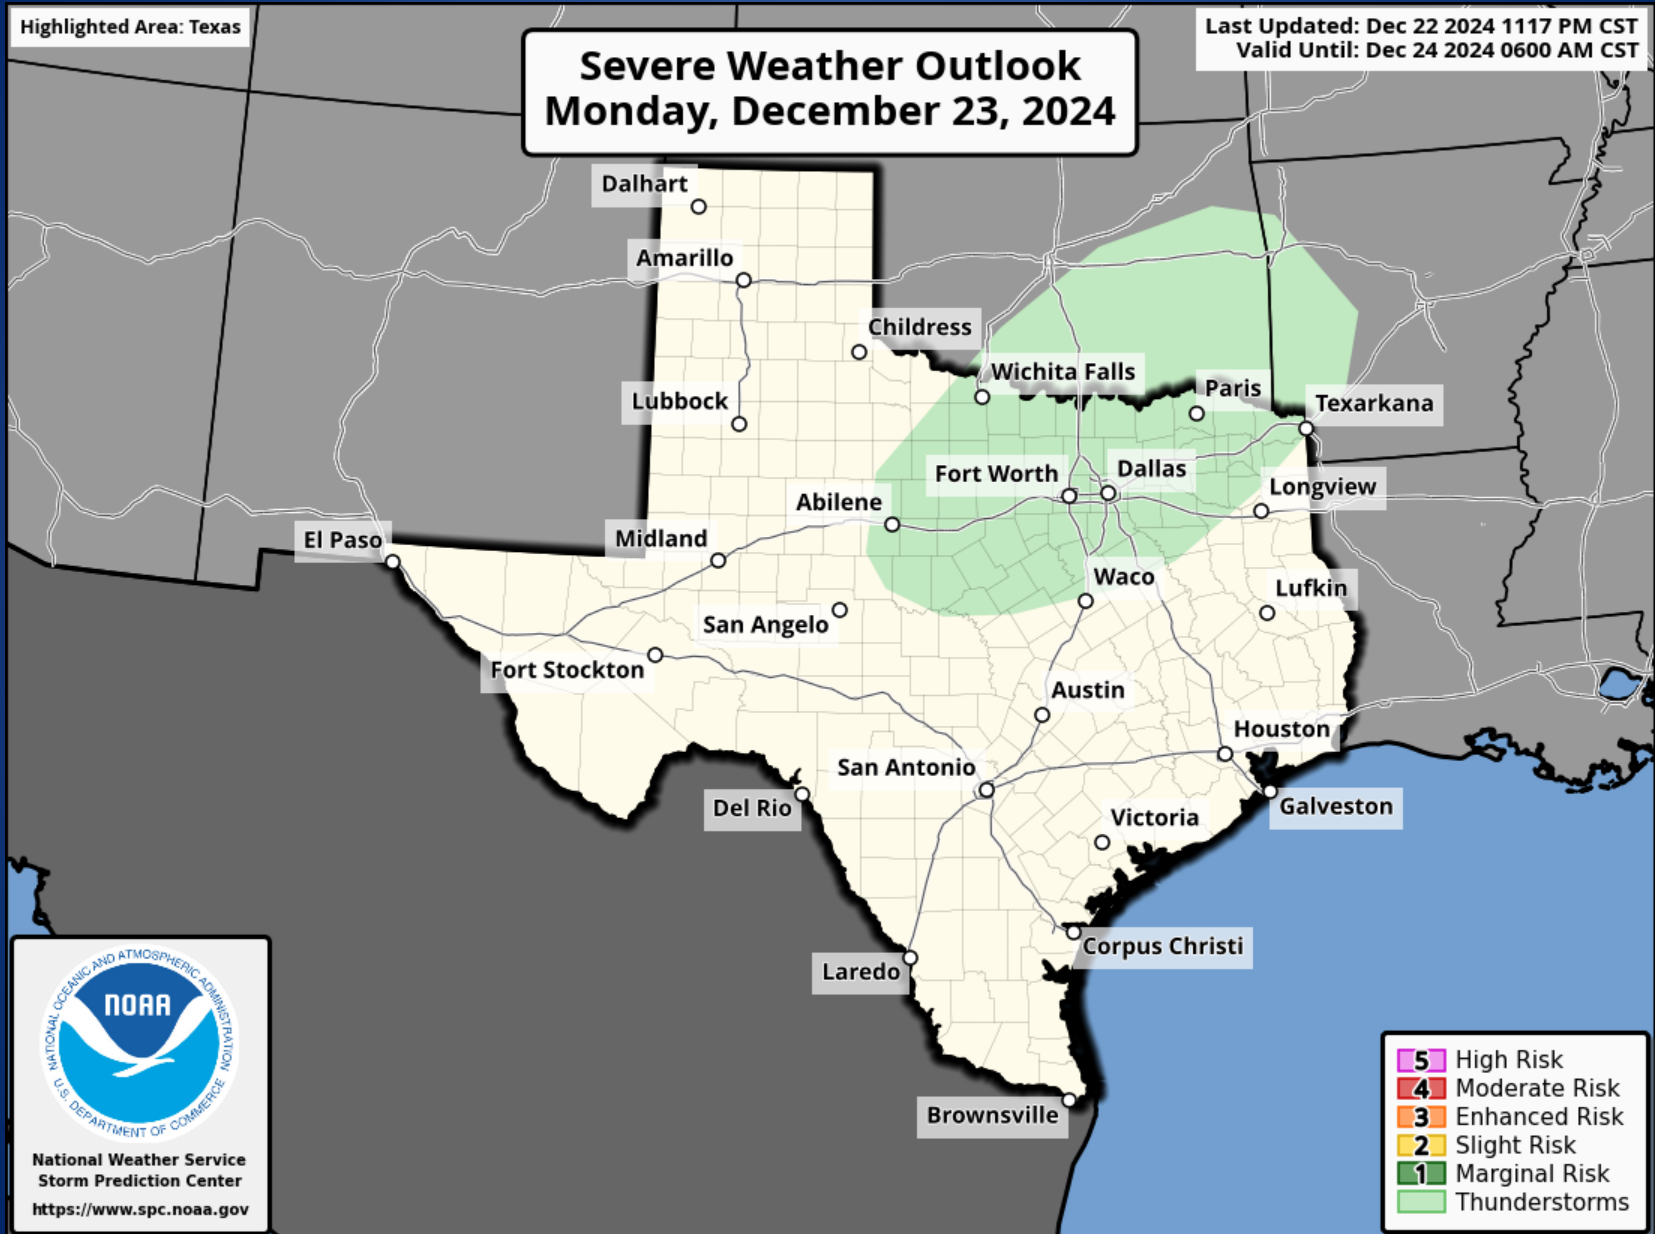 Highlighted Area: Texas
Severe Weather Outlook
Monday, December 23, 2024
Last Updated: Dec 22 2024 1117 PM CST
Valid Until: Dec 24 2024 0600 AM CST
Dalhart
Amarillo
Childress
Wichita Falls
Paris
Texarkana
Lubbock
Fort Worth
Dallas
Longview
Abilene
El Paso
Midland
Waco
Lufkin
San Angelo
Fort Stockton
Austin
Houston
San Antonio
Del Rio
Galveston
Victoria
Corpus Christi
Laredo
Brownsville
NATIONAL OCEANIC AND ATMOSPHERIC ADMINISTRATION
NOAA
U.S. DEPARTMENT OF COMMERCE
National Weather Service
Storm Prediction Center
https://www.spc.noaa.gov
5 High Risk
4 Moderate Risk
3 Enhanced Risk
2 Slight Risk
1 Marginal Risk
Thunderstorms